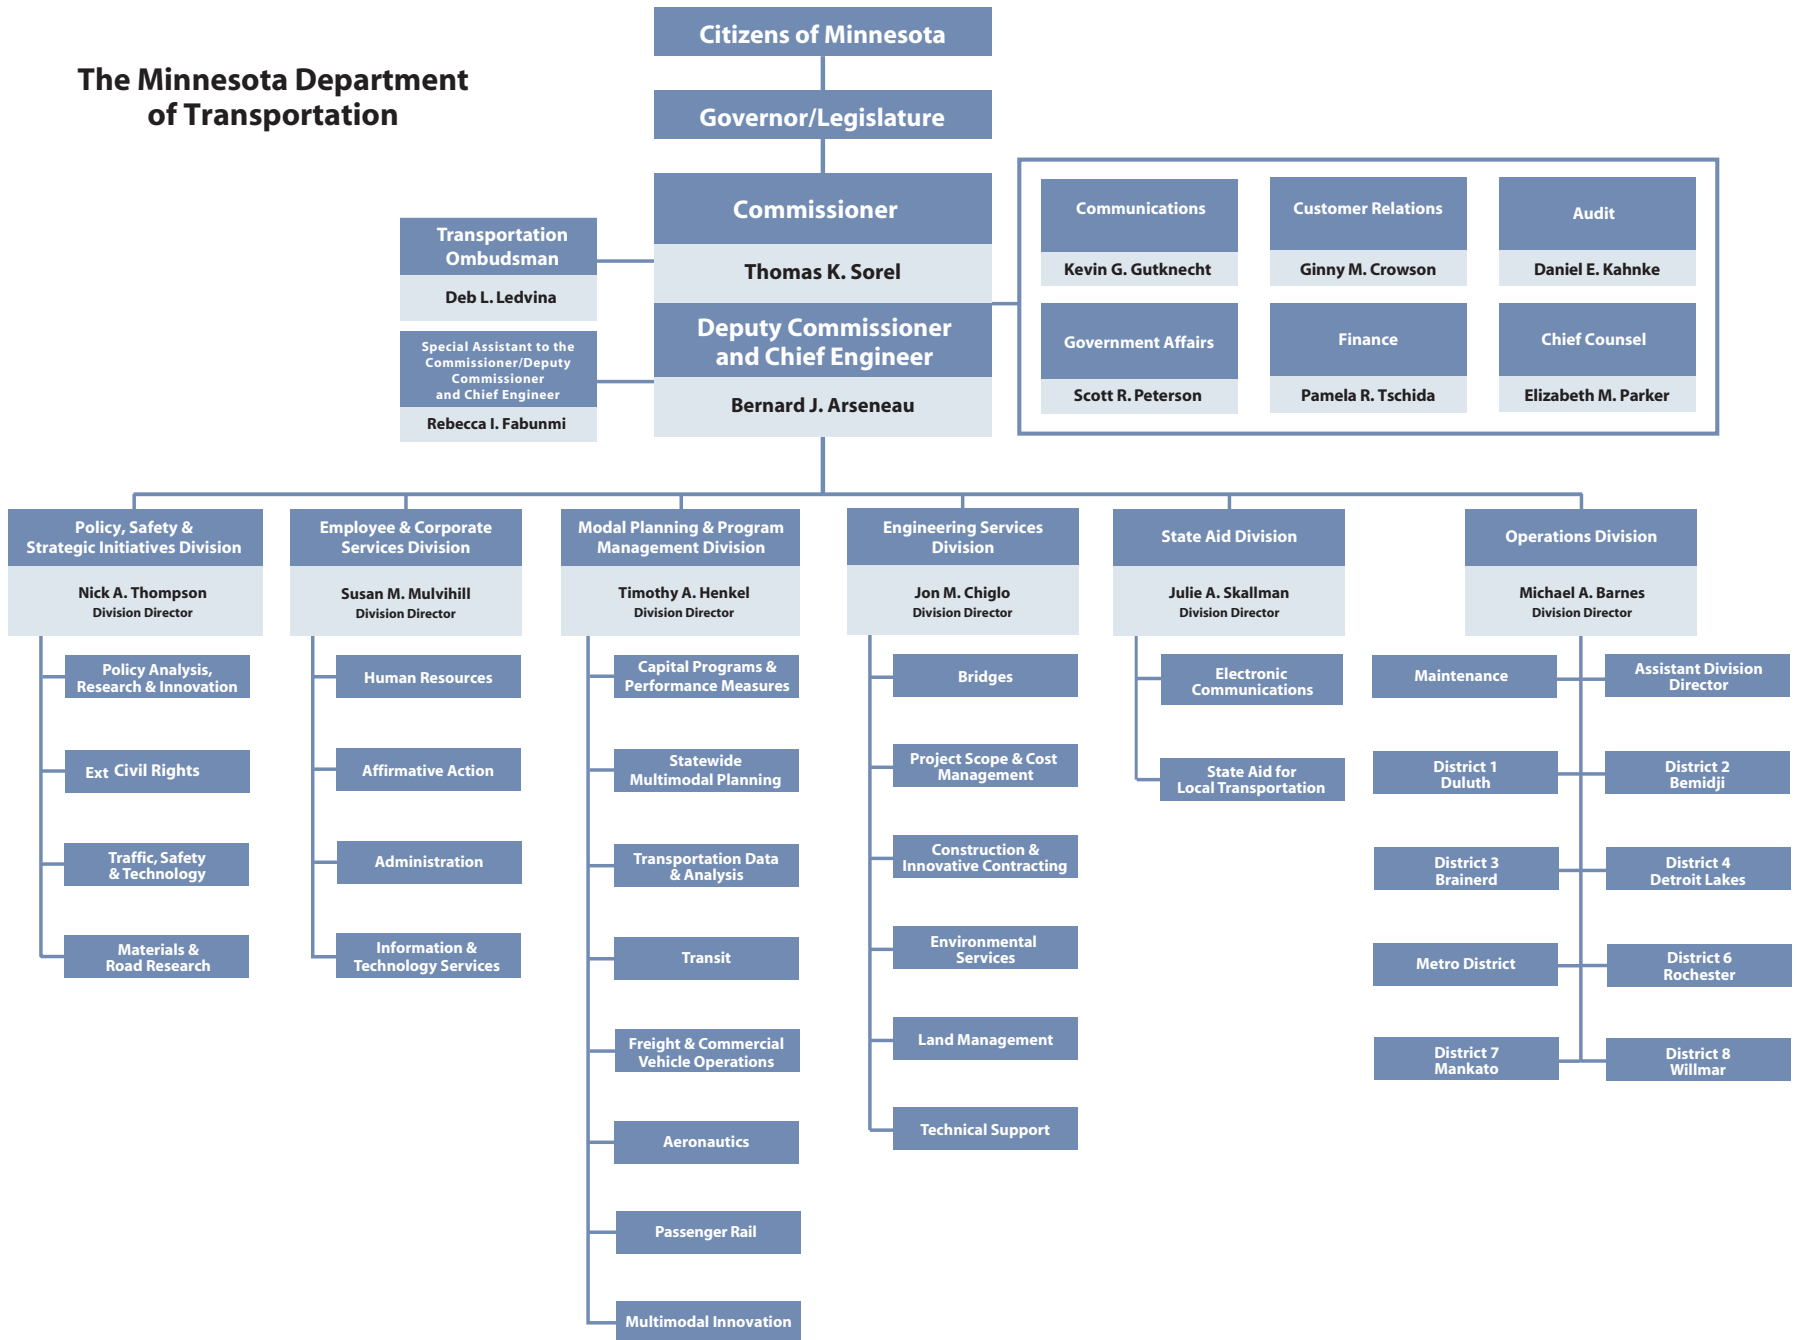 The Minnesota Department
of Transportation
Citizens of Minnesota
Governor/Legislature
Commissioner
Thomas K. Sorel
Deputy Commissioner
and Chief Engineer
Bernard J. Arseneau
Transportation
Ombudsman
Deb L. Ledvina
Special Assistant to the
Commissioner/Deputy
Commissioner
and Chief Engineer
Rebecca I. Fabunmi
Communications
Kevin G. Gutknecht
Customer Relations
Ginny M. Crowson
Audit
Daniel E. Kahnke
Government Affairs
Scott R. Peterson
Finance
Pamela R. Tschida
Chief Counsel
Elizabeth M. Parker
Policy, Safety &
Strategic Initiatives Division
Nick A. Thompson
Division Director
Policy Analysis,
Research & Innovation
Ext Civil Rights
Traffic, Safety
& Technology
Materials &
Road Research
Employee & Corporate
Services Division
Susan M. Mulvihill
Division Director
Human Resources
Affirmative Action
Administration
Information &
Technology Services
Modal Planning & Program
Management Division
Timothy A. Henkel
Division Director
Capital Programs &
Performance Measures
Statewide
Multimodal Planning
Transportation Data
& Analysis
Transit
Freight & Commercial
Vehicle Operations
Aeronautics
Passenger Rail
Multimodal Innovation
Engineering Services
Division
Jon M. Chiglo
Division Director
Bridges
Project Scope & Cost
Management
Construction &
Innovative Contracting
Environmental
Services
Land Management
Technical Support
State Aid Division
Julie A. Skallman
Division Director
Electronic
Communications
State Aid for
Local Transportation
Operations Division
Michael A. Barnes
Division Director
Maintenance
Assistant Division
Director
District 1
Duluth
District 2
Bemidji
District 3
Brainerd
District 4
Detroit Lakes
Metro District
District 6
Rochester
District 7
Mankato
District 8
Willmar